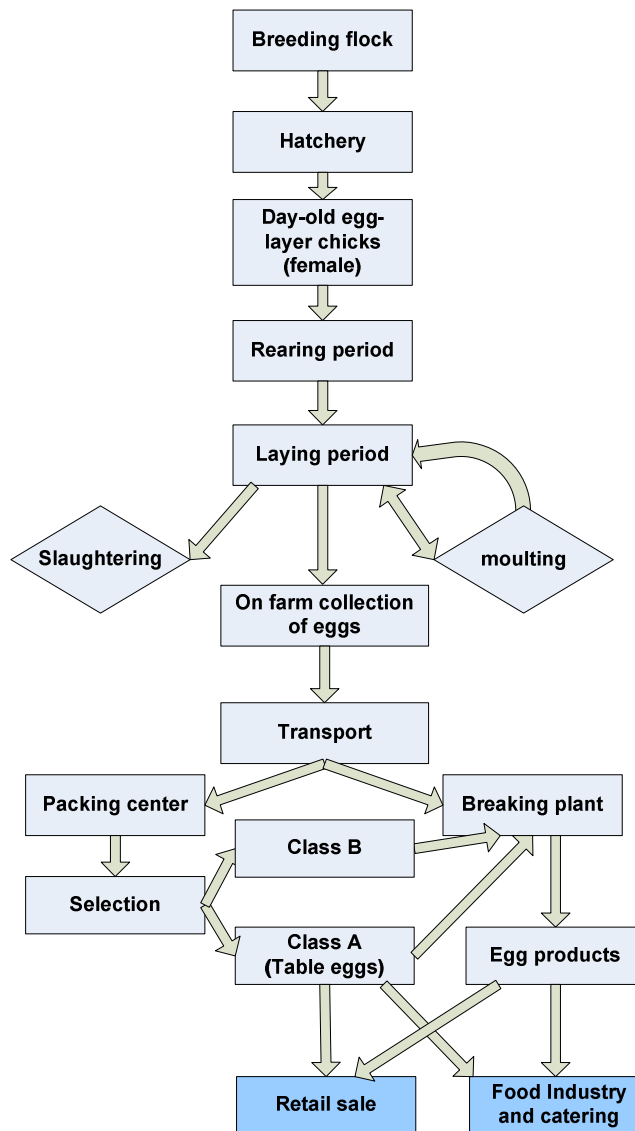 Breeding flock
Hatchery
Day-old egg-
layer chicks
(female)
Rearing period
Laying period
Slaughtering
moulting
On farm collection
of eggs
Transport
Packing center
Breaking plant
Class B
Selection
Class A
(Table eggs)
Egg products
Retail sale
Food Industry
and catering